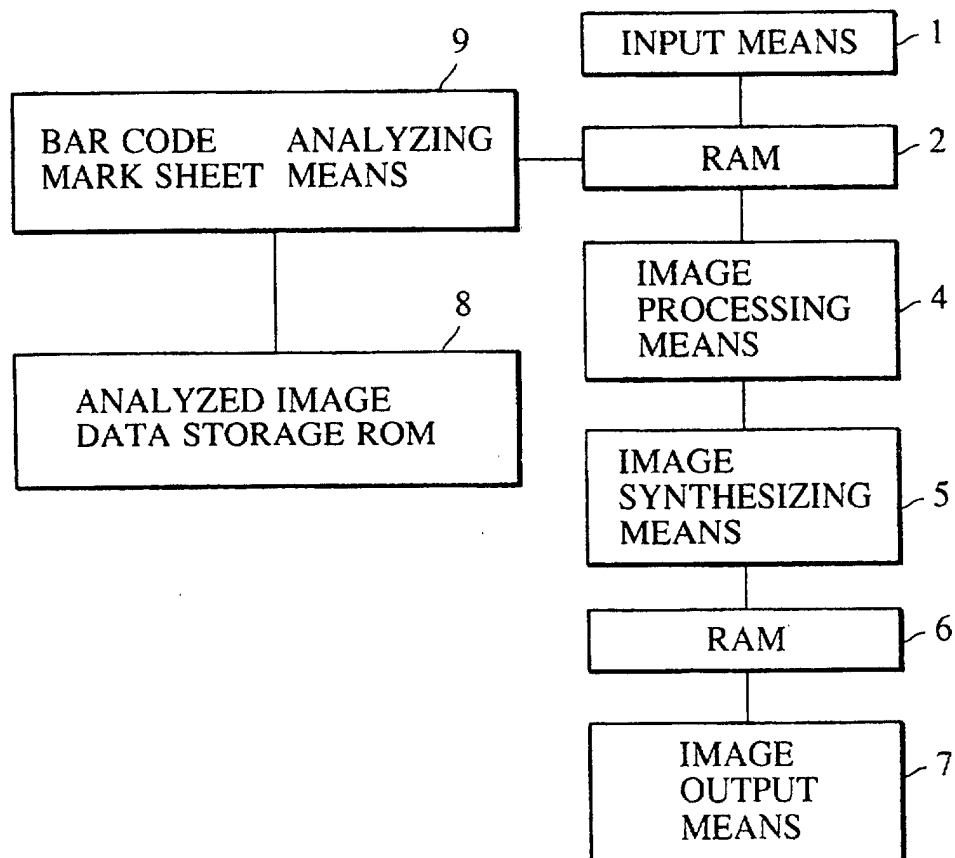 9
BAR CODE ANALYZING
MARK SHEET MEANS
8
ANALYZED IMAGE
DATA STORAGE ROM
INPUT MEANS
1
RAM
2
IMAGE
PROCESSING
MEANS
4
IMAGE
SYNTHESIZING
MEANS
5
RAM
6
IMAGE
OUTPUT
MEANS
7